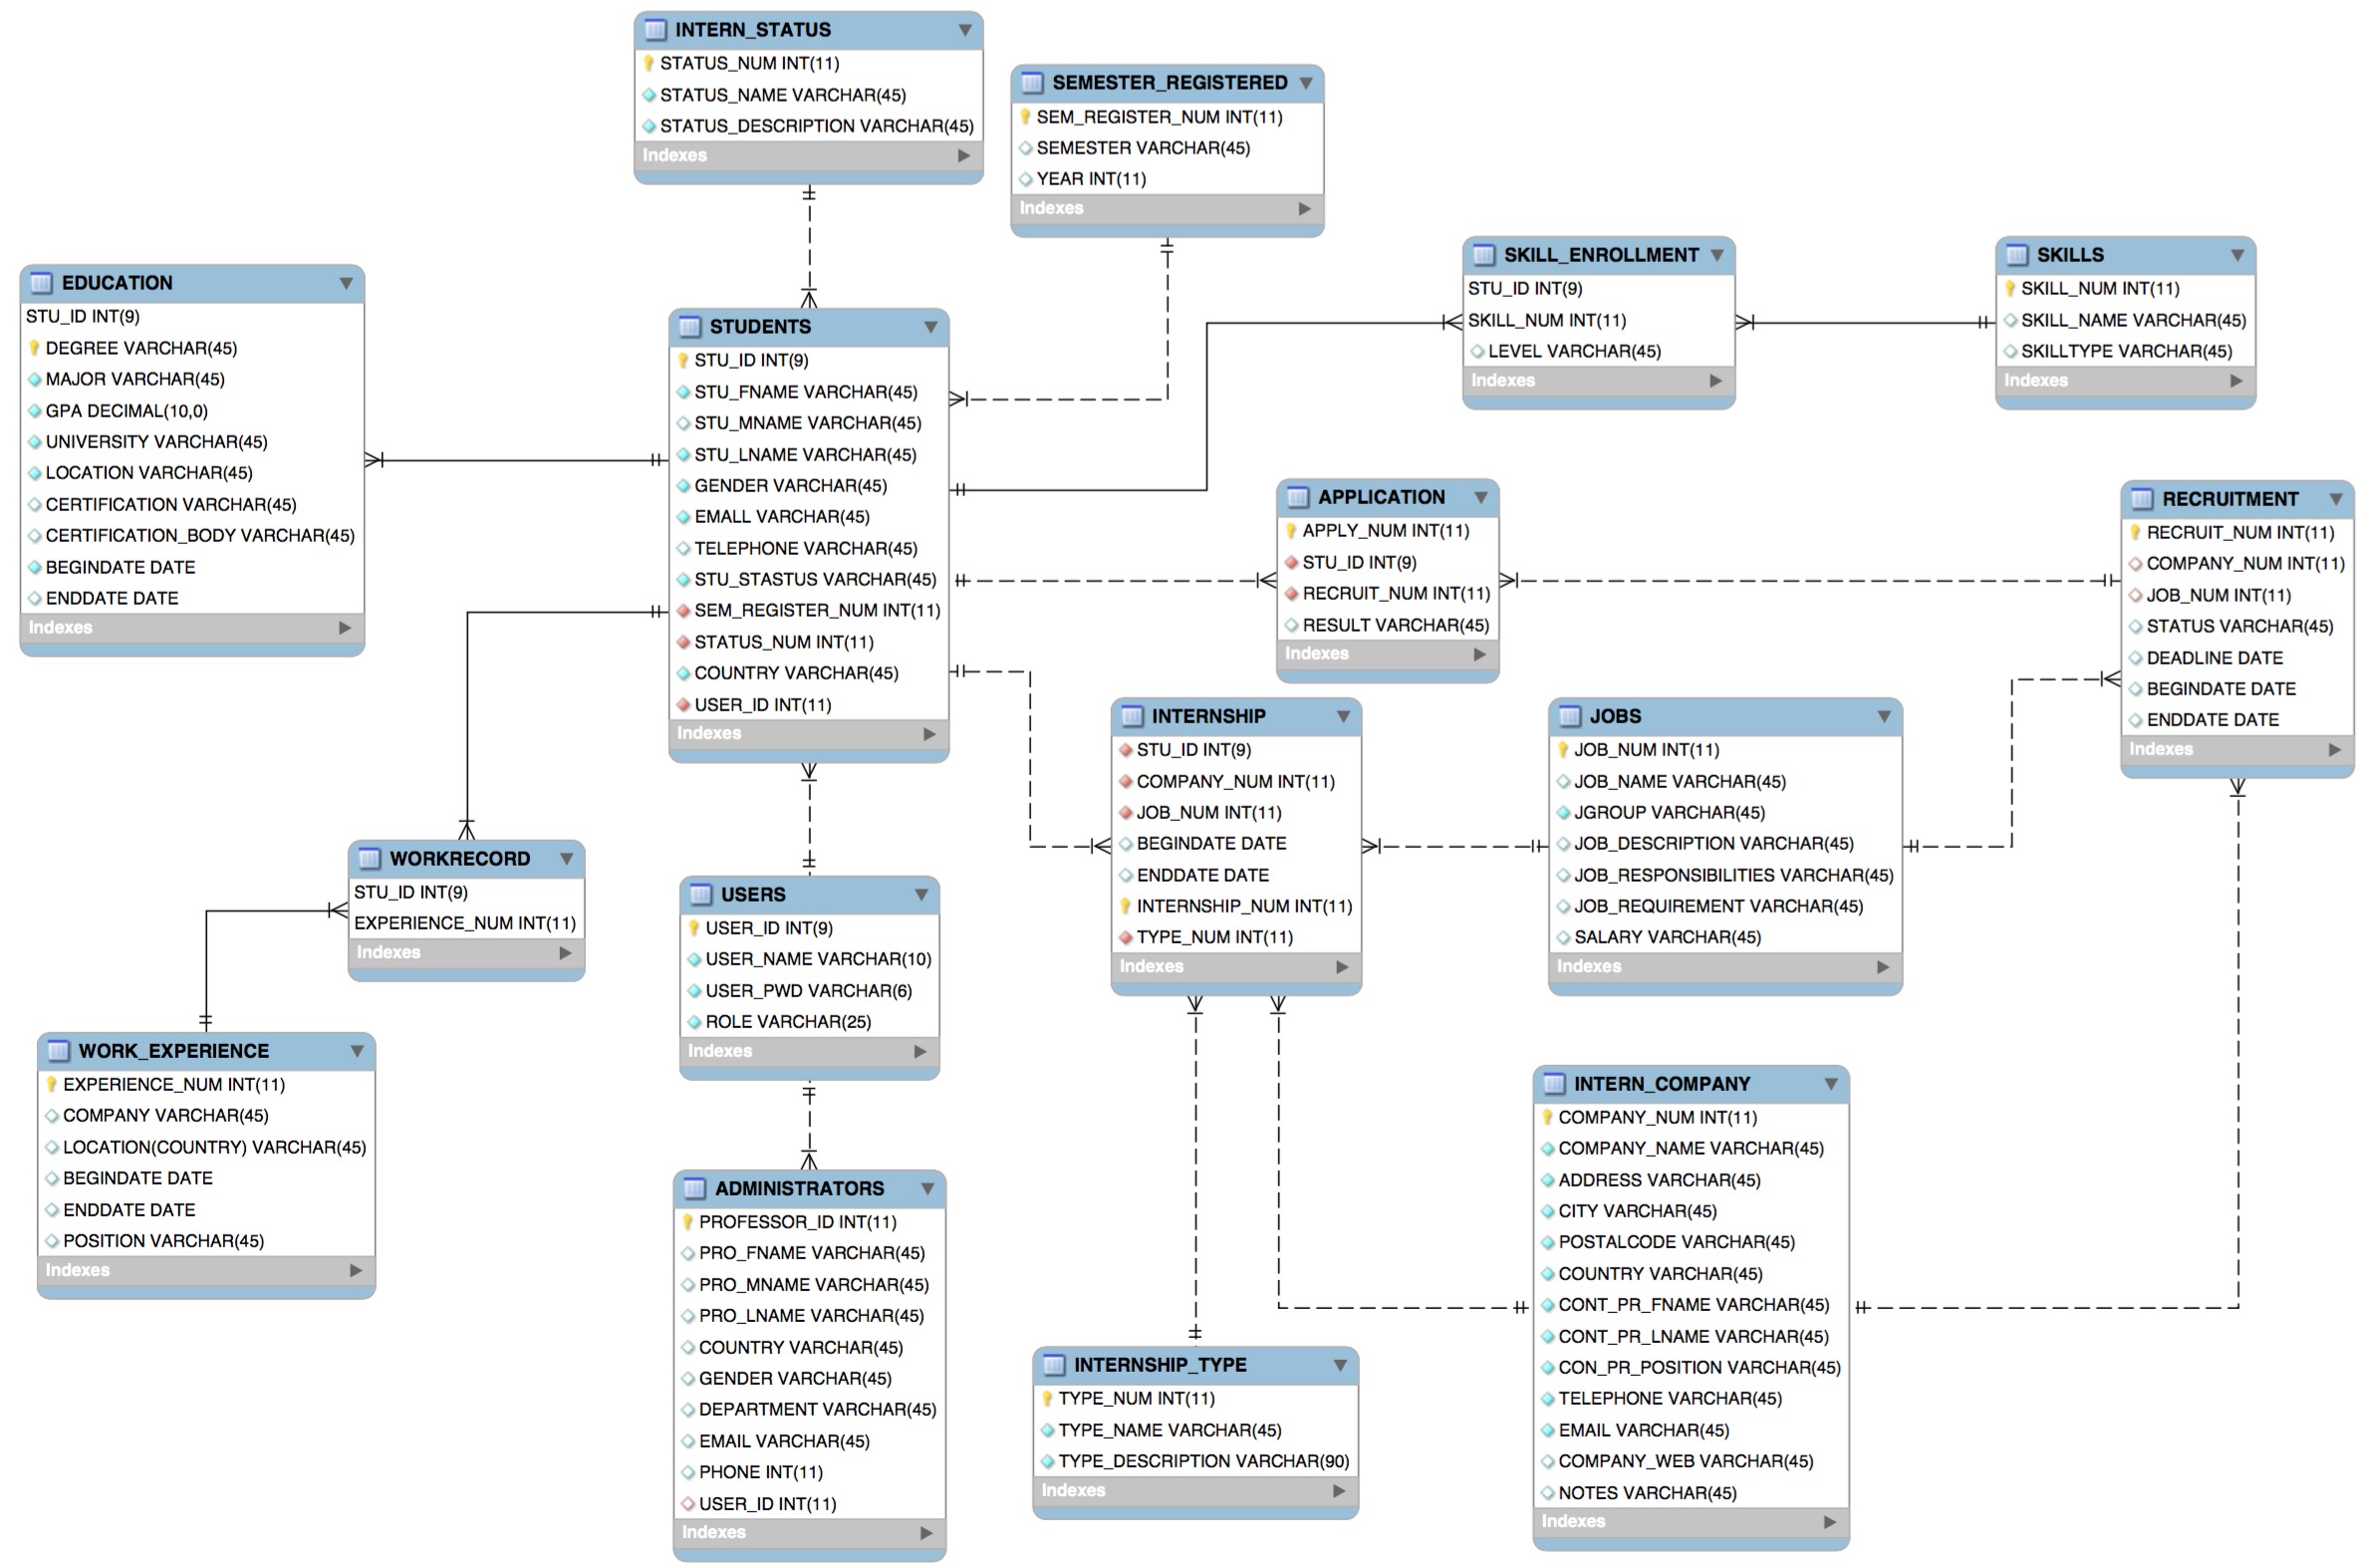 INTERN_STATUS
STATUS_NUM INT(11)
STATUS_NAME VARCHAR(45)
STATUS_DESCRIPTION VARCHAR(45)
Indexes
SEMESTER_REGISTERED
SEM_REGISTER_NUM INT(11)
SEMESTER VARCHAR(45)
YEAR INT(11)
Indexes
EDUCATION
STU_ID INT(9)
DEGREE VARCHAR(45)
MAJOR VARCHAR(45)
GPA DECIMAL(10,0)
UNIVERSITY VARCHAR(45)
LOCATION VARCHAR(45)
CERTIFICATION VARCHAR(45)
CERTIFICATION_BODY VARCHAR(45)
BEGINDATE DATE
ENDDATE DATE
Indexes
STUDENTS
STU_ID INT(9)
STU_FNAME VARCHAR(45)
STU_MNAME VARCHAR(45)
STU_LNAME VARCHAR(45)
GENDER VARCHAR(45)
EMALL VARCHAR(45)
TELEPHONE VARCHAR(45)
STU_STASTUS VARCHAR(45)
SEM_REGISTER_NUM INT(11)
STATUS_NUM INT(11)
COUNTRY VARCHAR(45)
USER_ID INT(11)
Indexes
SKILL_ENROLLMENT
STU_ID INT(9)
SKILL_NUM INT(11)
LEVEL VARCHAR(45)
Indexes
SKILLS
SKILL_NUM INT(11)
SKILL_NAME VARCHAR(45)
SKILLTYPE VARCHAR(45)
Indexes
APPLICATION
APPLY_NUM INT(11)
STU_ID INT(9)
RECRUIT_NUM INT(11)
RESULT VARCHAR(45)
Indexes
RECRUITMENT
RECRUIT_NUM INT(11)
COMPANY_NUM INT(11)
JOB_NUM INT(11)
STATUS VARCHAR(45)
DEADLINE DATE
BEGINDATE DATE
ENDDATE DATE
Indexes
INTERNSHIP
STU_ID INT(9)
COMPANY_NUM INT(11)
JOB_NUM INT(11)
BEGINDATE DATE
ENDDATE DATE
INTERNSHIP_NUM INT(11)
TYPE_NUM INT(11)
Indexes
JOBS
JOB_NUM INT(11)
JOB_NAME VARCHAR(45)
JGROUP VARCHAR(45)
JOB_DESCRIPTION VARCHAR(45)
JOB_RESPONSIBILITIES VARCHAR(45)
JOB_REQUIREMENT VARCHAR(45)
SALARY VARCHAR(45)
Indexes
WORKRECORD
STU_ID INT(9)
EXPERIENCE_NUM INT(11)
Indexes
USERS
USER_ID INT(9)
USER_NAME VARCHAR(10)
USER_PWD VARCHAR(6)
ROLE VARCHAR(25)
Indexes
WORK_EXPERIENCE
EXPERIENCE_NUM INT(11)
COMPANY VARCHAR(45)
LOCATION(COUNTRY) VARCHAR(45)
BEGINDATE DATE
ENDDATE DATE
POSITION VARCHAR(45)
Indexes
ADMINISTRATORS
PROFESSOR_ID INT(11)
PRO_FNAME VARCHAR(45)
PRO_MNAME VARCHAR(45)
PRO_LNAME VARCHAR(45)
COUNTRY VARCHAR(45)
GENDER VARCHAR(45)
DEPARTMENT VARCHAR(45)
EMAIL VARCHAR(45)
PHONE INT(11)
USER_ID INT(11)
Indexes
INTERN_COMPANY
COMPANY_NUM INT(11)
COMPANY_NAME VARCHAR(45)
ADDRESS VARCHAR(45)
CITY VARCHAR(45)
POSTALCODE VARCHAR(45)
COUNTRY VARCHAR(45)
CONT_PR_FNAME VARCHAR(45)
CONT_PR_LNAME VARCHAR(45)
CON_PR_POSITION VARCHAR(45)
TELEPHONE VARCHAR(45)
EMAIL VARCHAR(45)
COMPANY_WEB VARCHAR(45)
NOTES VARCHAR(45)
Indexes
INTERNSHIP_TYPE
TYPE_NUM INT(11)
TYPE_NAME VARCHAR(45)
TYPE_DESCRIPTION VARCHAR(90)
Indexes